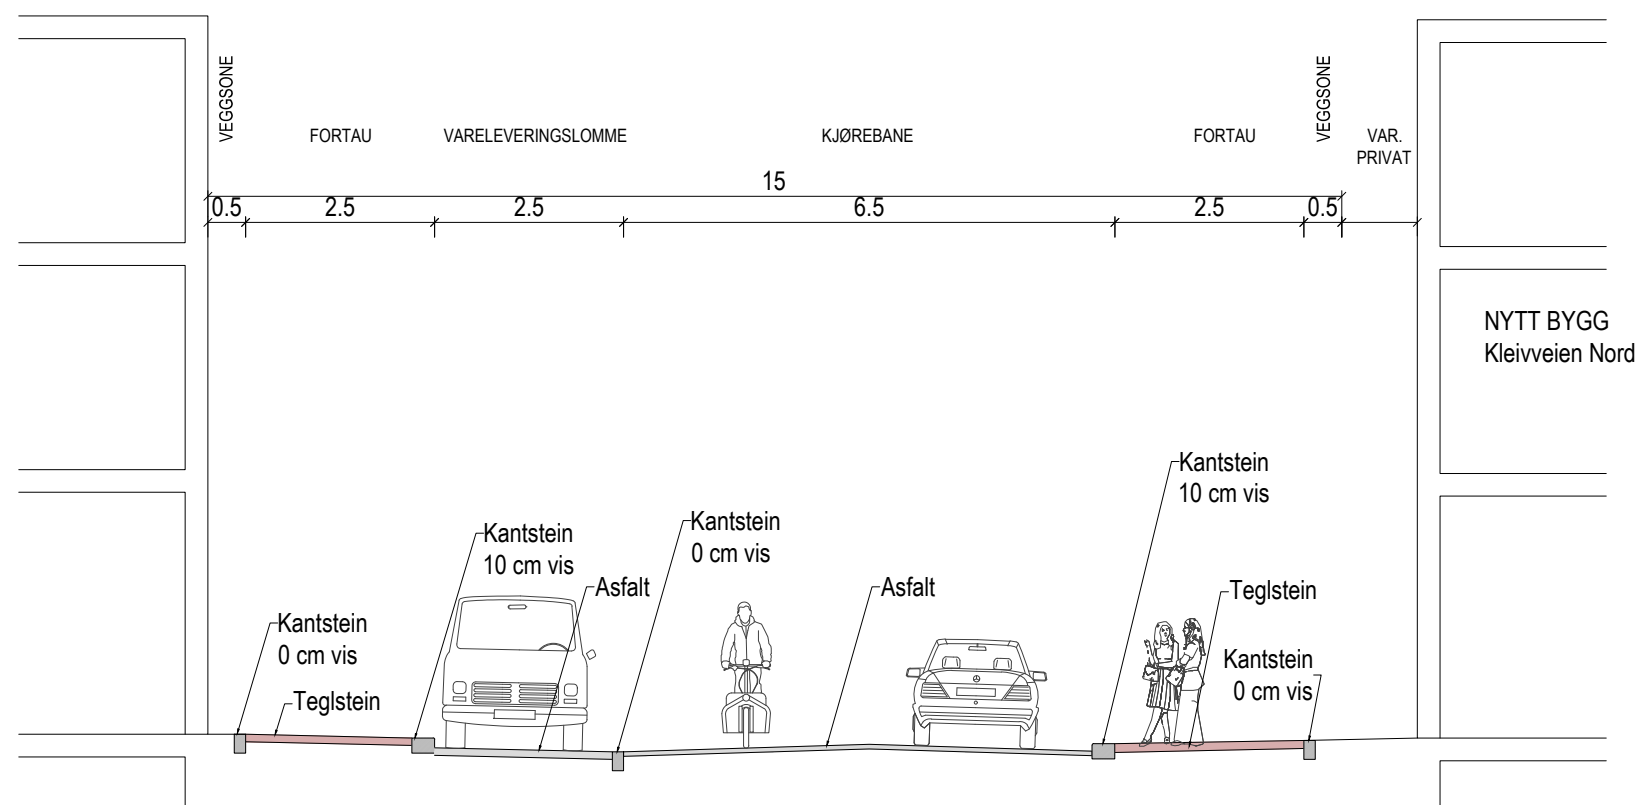 VEGGSONE
FORTAU
VARELEVERINGSLOMME
KJØREBANE
FORTAU
VEGGSONE
VAR.
PRIVAT
15
0.5
2.5
2.5
6.5
2.5
0.5
NYTT BYGG
Kleivveien Nord
Kantstein
10 cm vis
Kantstein
0 cm vis
Kantstein
10 cm vis
Asfalt
Asfalt
Teglstein
Kantstein
0 cm vis
Kantstein
0 cm vis
Teglstein